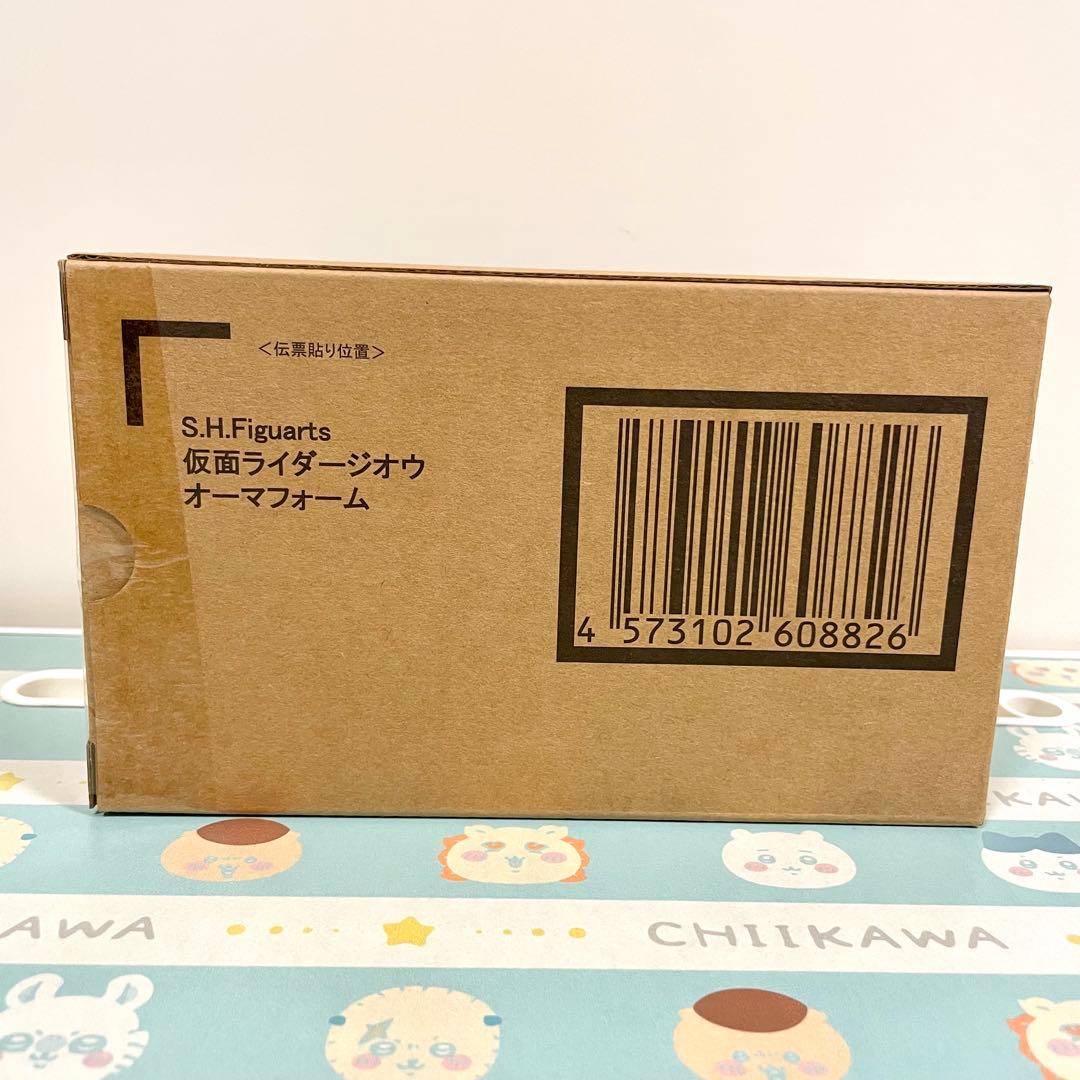 <伝票貼り位置>
S.H.Figuarts
仮面ライダージオウ
オーマフォーム
4 573102 608826
KAWA
AWA
CHIIKAWA